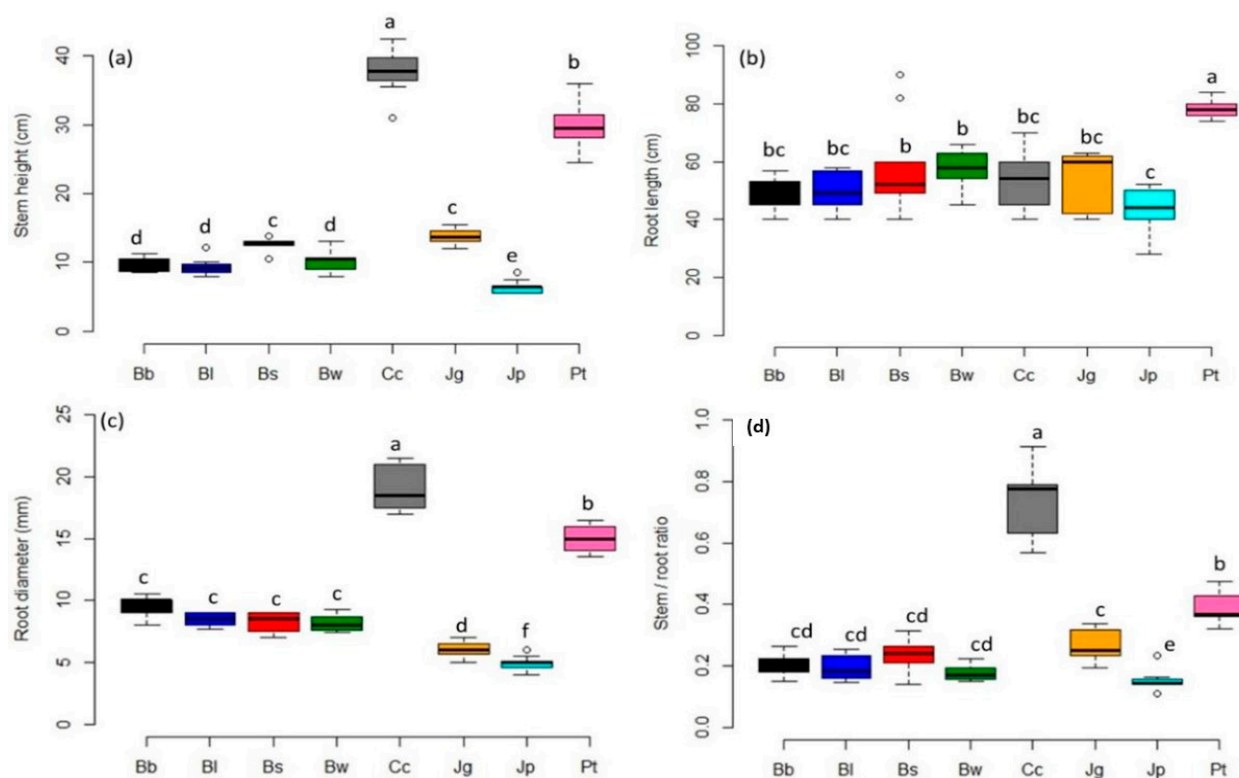 (a)
Stem height (cm)
40
30
20
10
0
d
d
c
d
a
c
e
b
Bb Bl Bs Bw Cc Jg Jp Pt
(b)
Root length (cm)
100
80
60
40
20
0
bc
bc
b
b
bc
bc
c
a
Bb Bl Bs Bw Cc Jg Jp Pt
(c)
Root diameter (mm)
25
20
15
10
5
0
c
c
c
c
a
d
f
b
Bb Bl Bs Bw Cc Jg Jp Pt
(d)
Stem / root ratio
1.0
0.8
0.6
0.4
0.2
0.0
cd
cd
cd
cd
a
c
e
b
Bb Bl Bs Bw Cc Jg Jp Pt